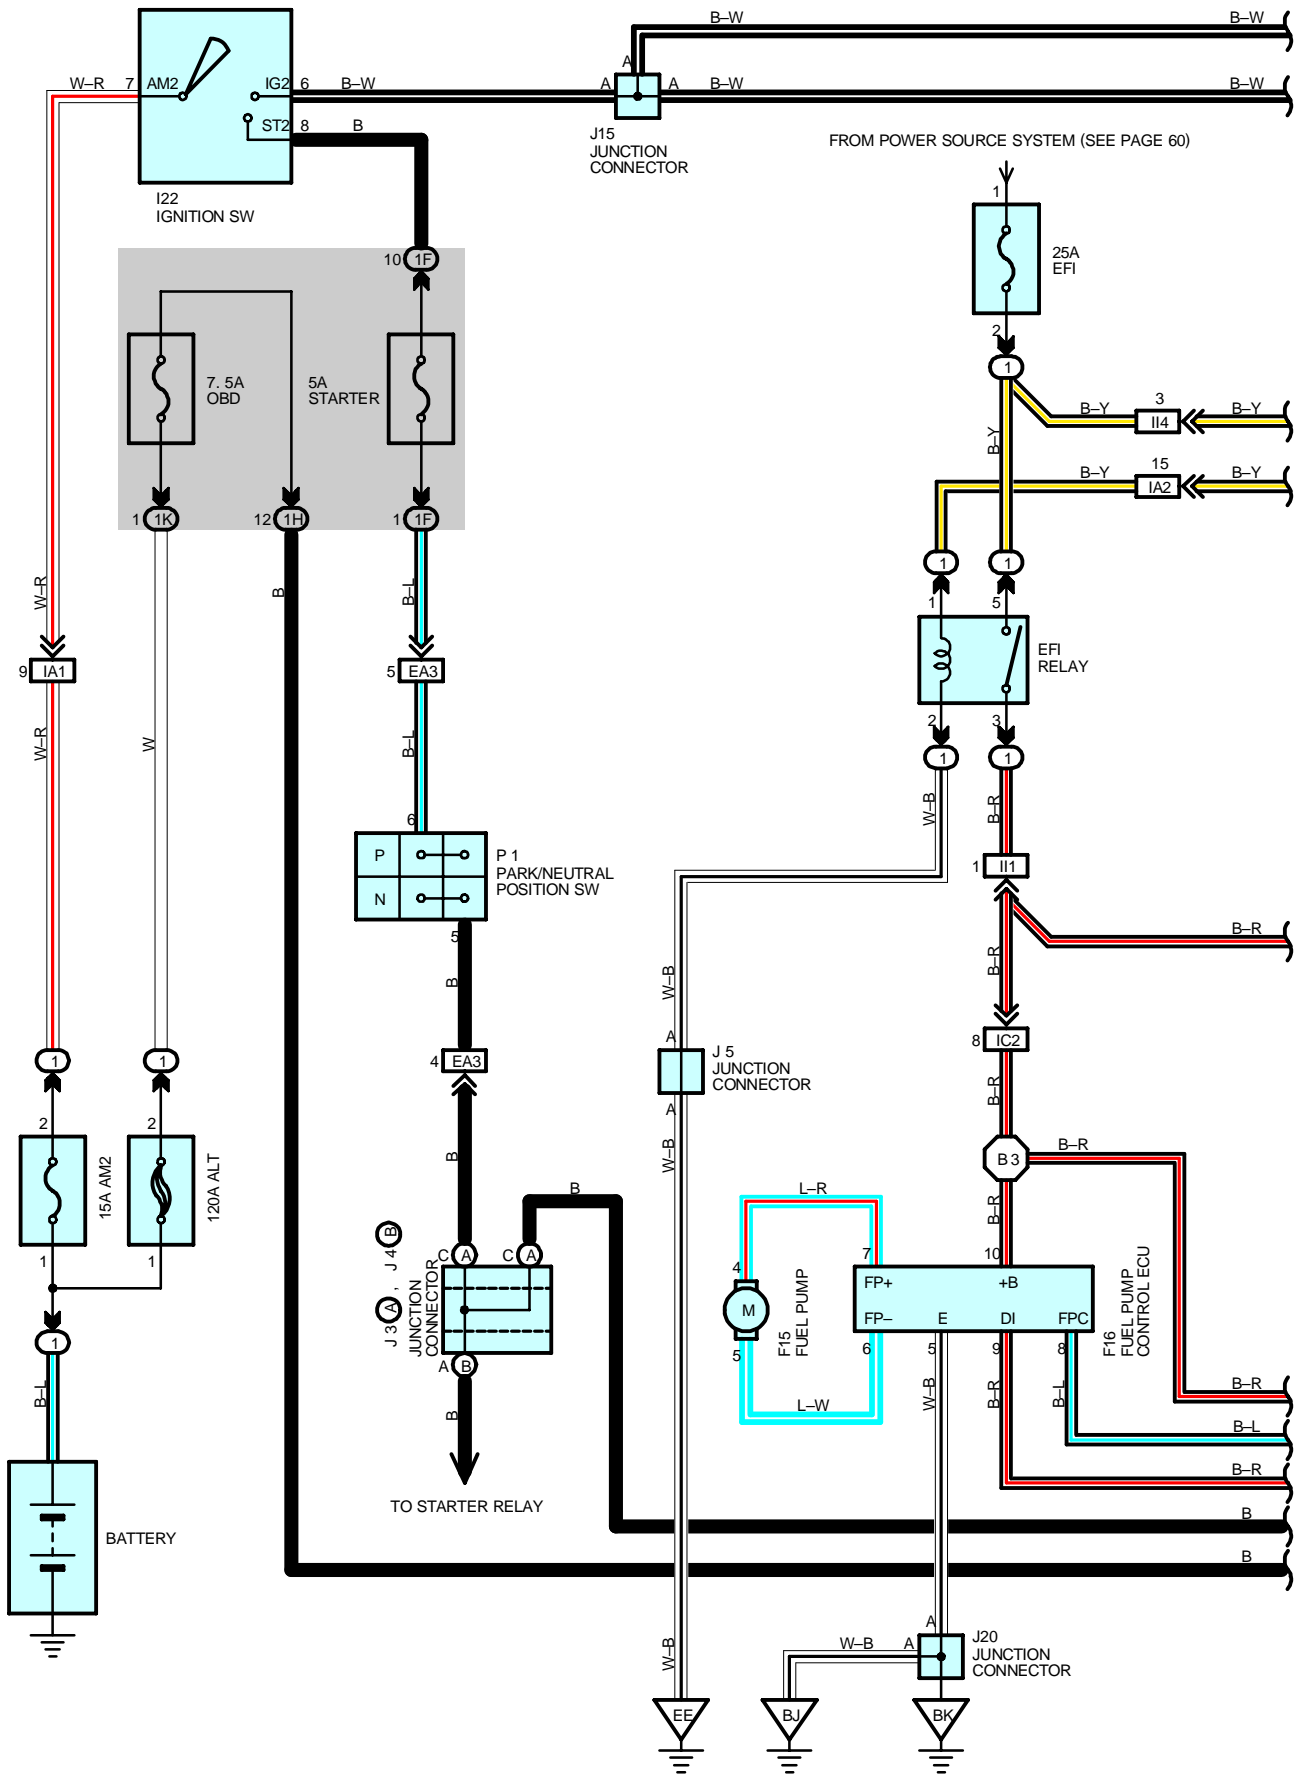 B–W
B–W
W–R
7
AM2
IG2
6
B–W
A
A
A
B–W
B–W
ST2
8
B
J15
JUNCTION
CONNECTOR
FROM POWER SOURCE SYSTEM (SEE PAGE 60)
I22
IGNITION SW
1
10
1F
25A
EFI
2
1
7. 5A
OBD
5A
STARTER
B–Y
3
B–Y
II4
B–Y
15
B–Y
IA2
B–Y
1
1K
12
1H
1
1F
1
1
W–R
B
B–L
1
5
9
IA1
5
EA3
EFI
RELAY
W–R
W
B–L
2
3
1
1
W–B
B–R
6
P
N
P 1
PARK/NEUTRAL
POSITION SW
1
II1
5
B
W–B
B–R
B–R
1
1
4
EA3
A
J 5
JUNCTION
CONNECTOR
A
8
IC2
B–R
2
2
15A AM2
120A ALT
1
1
B
W–B
B 3
B–R
B
L–R
B–R
J 3 A , J 4 B
JUNCTION
CONNECTOR
C
A
C
A
7
10
4
FP+
+B
M
FP–
E
DI
FPC
5
F15
FUEL PUMP
6
5
9
8
F16
FUEL PUMP
CONTROL ECU
1
A
B
B–L
B
L–W
W–B
B–R
B–L
B–R
B–L
B–R
TO STARTER RELAY
B
BATTERY
B
A
W–B
W–B
A
J20
JUNCTION
CONNECTOR
EE
BJ
BK